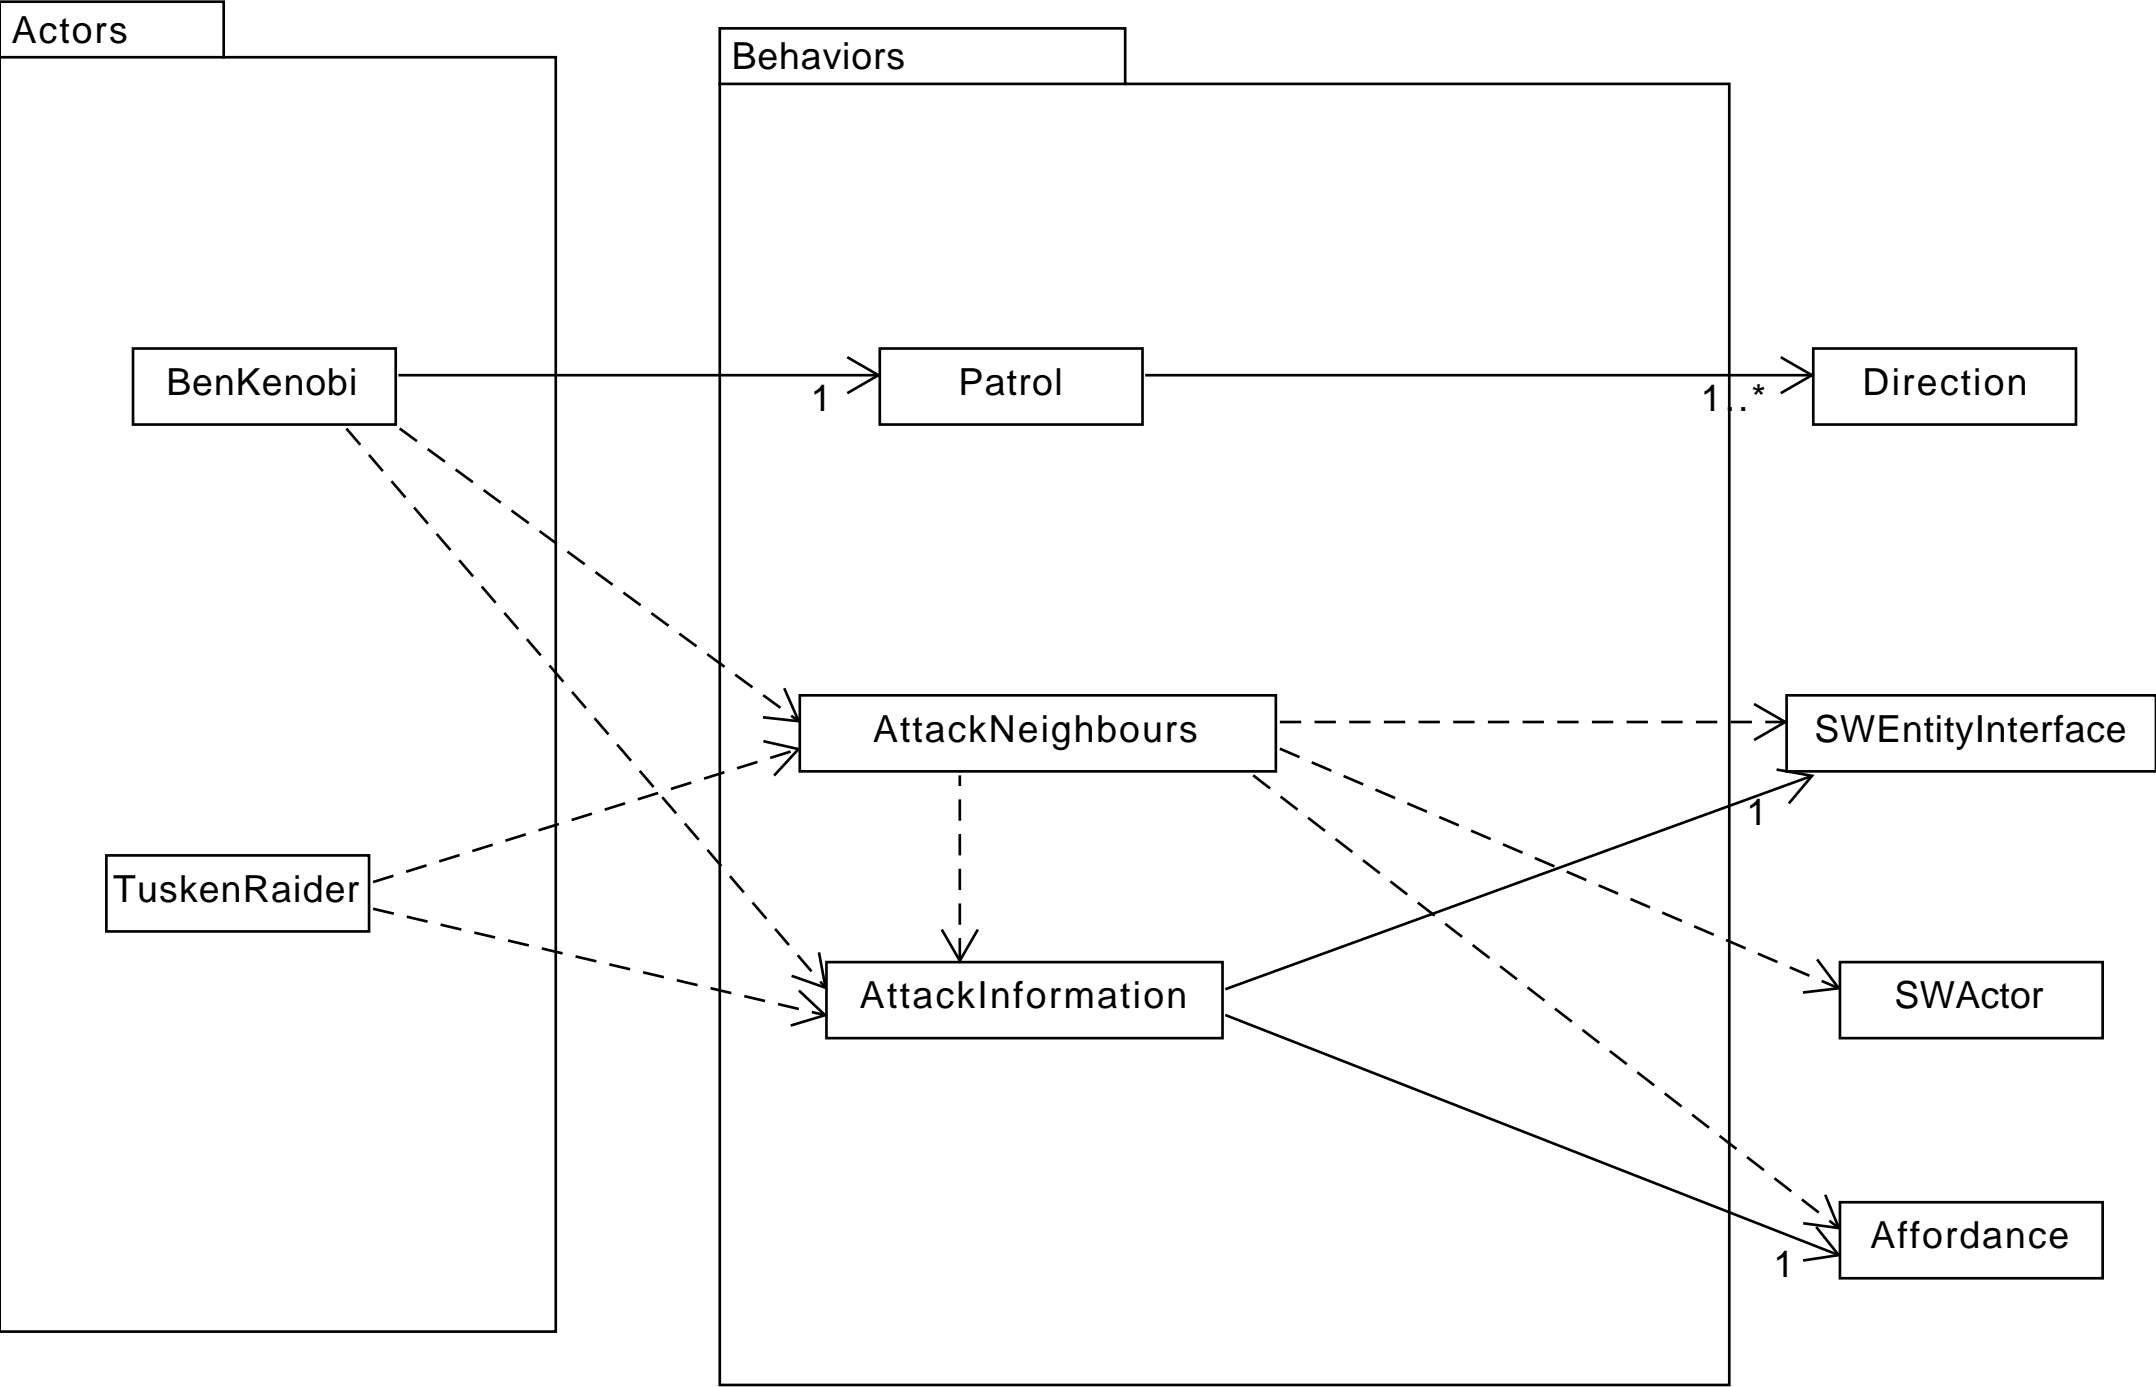 Actors
Behaviors
BenKenobi
1
Patrol
1..*
Direction
AttackNeighbours
SWEntityInterface
1
TuskenRaider
AttackInformation
SWActor
Affordance
1